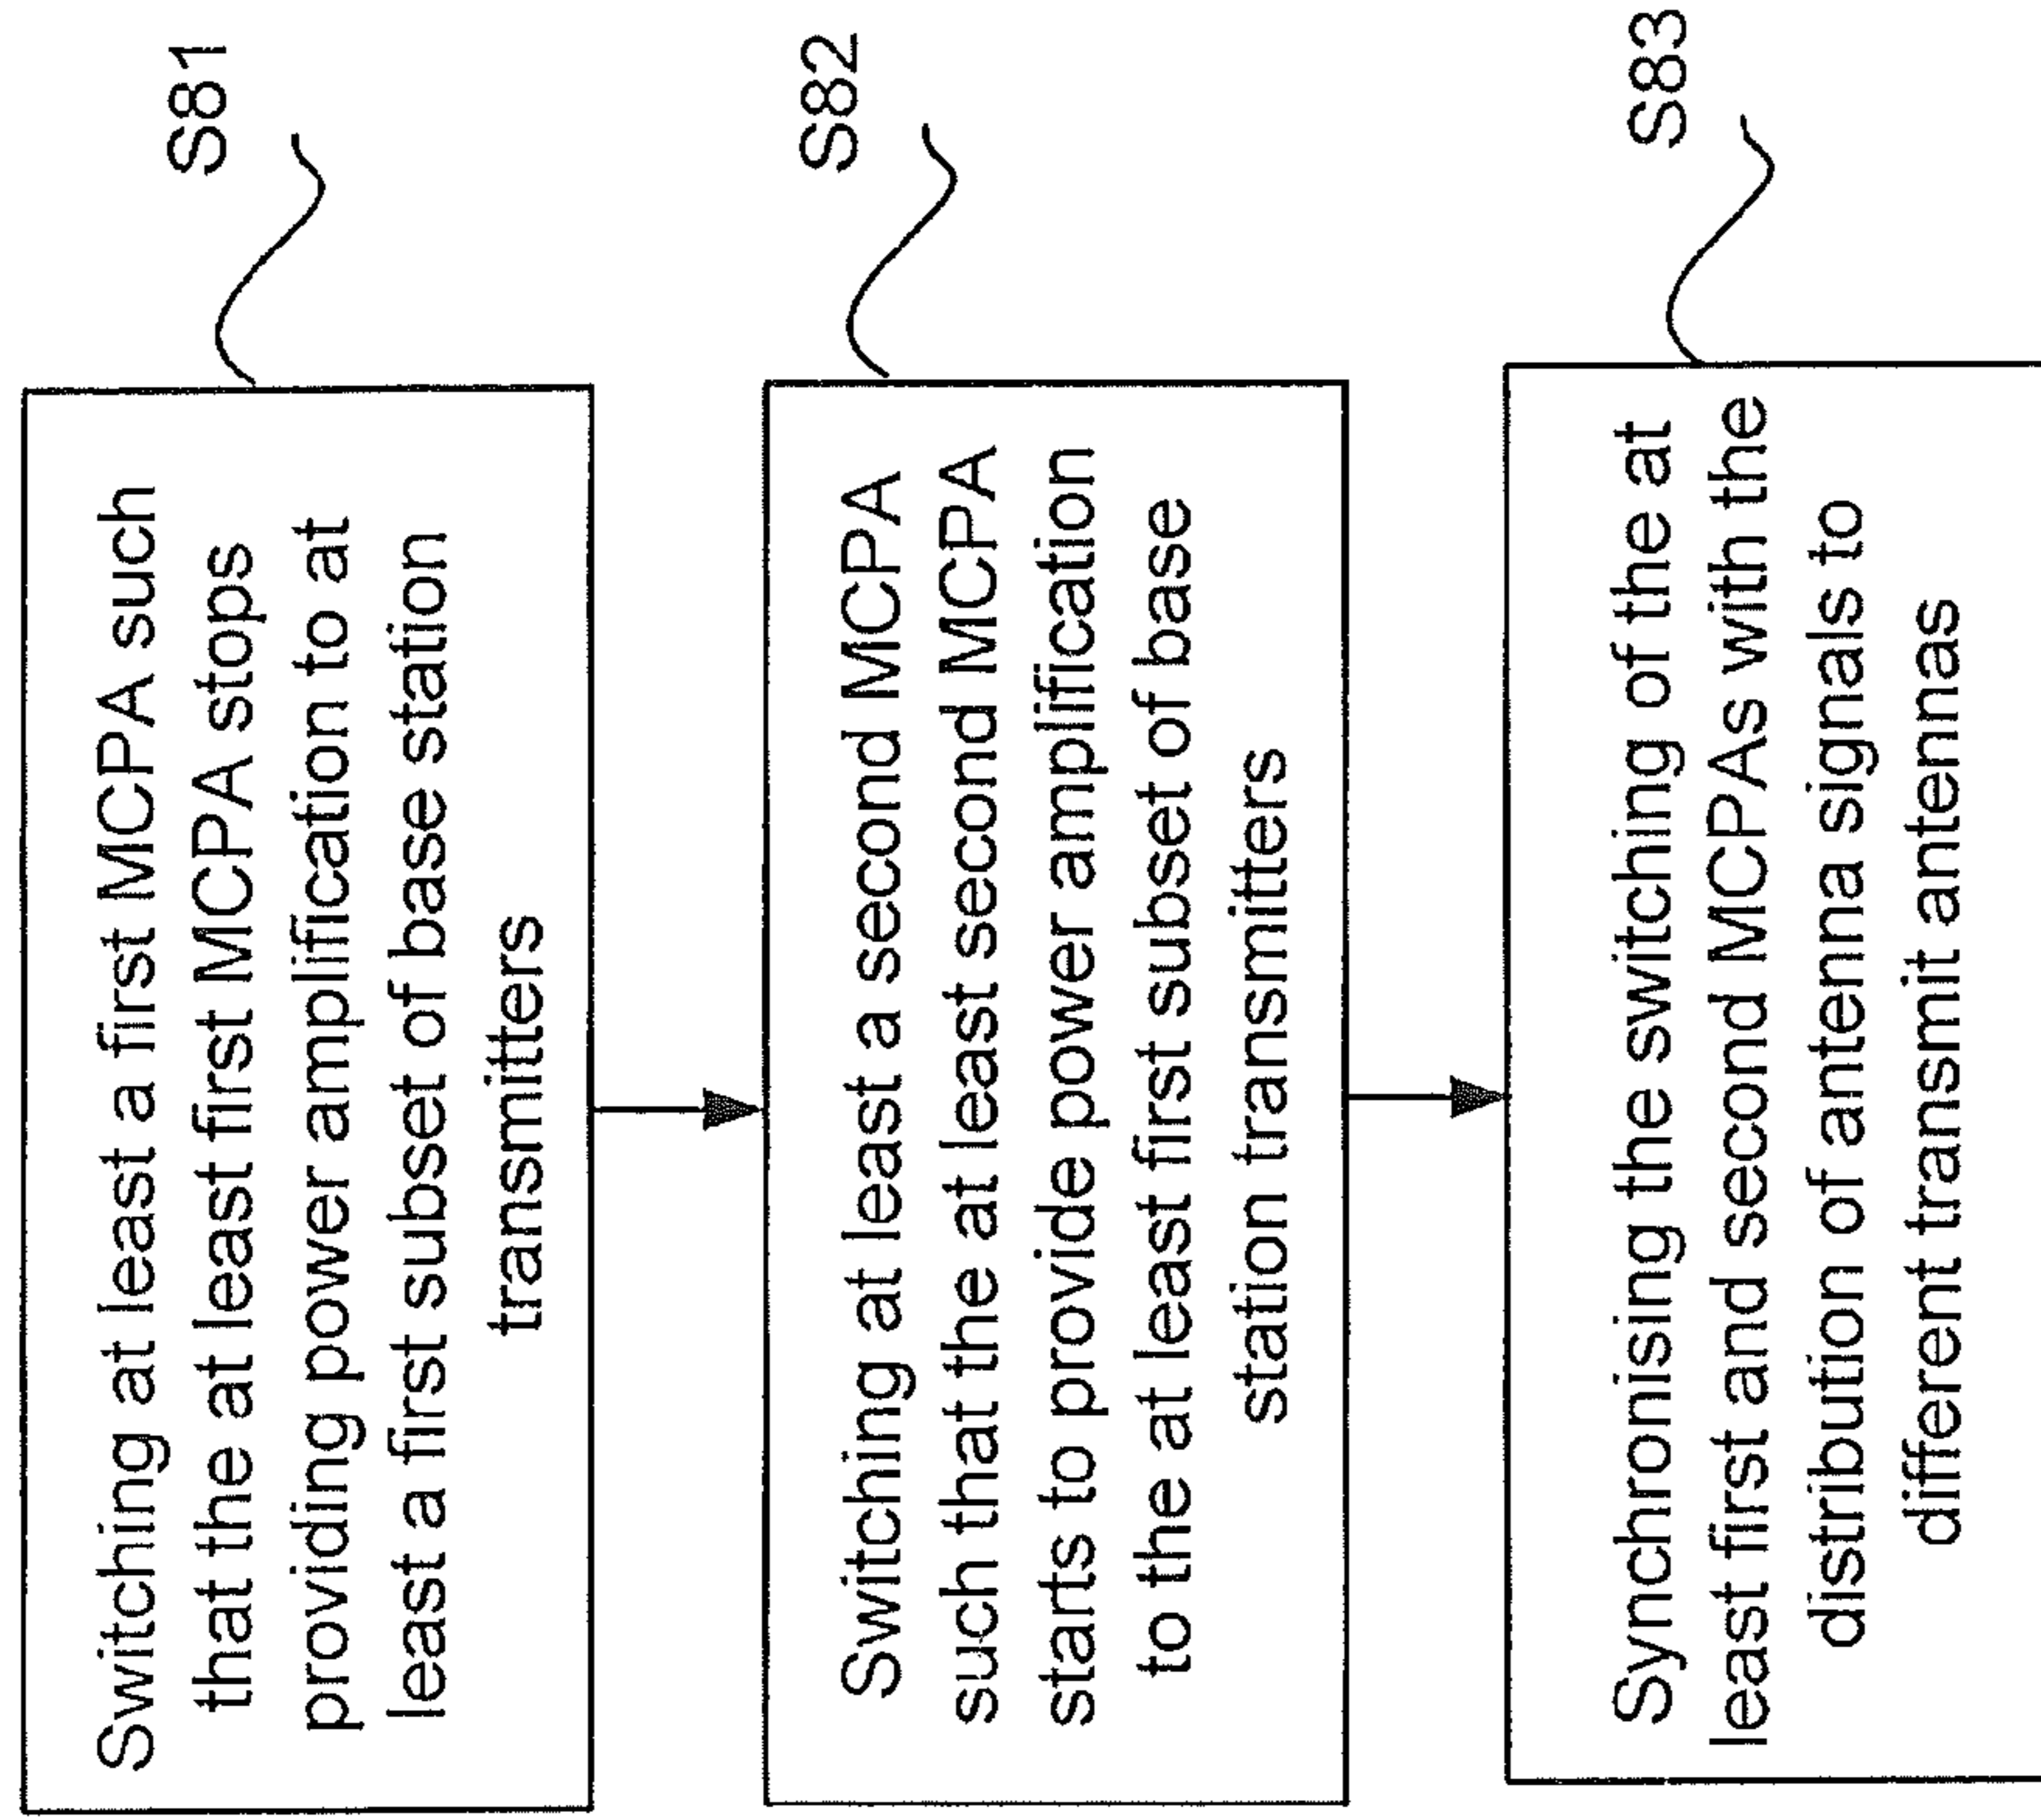 Switching at least a first MCPA such
that the at least first MCPA stops
providing power amplification to at
least a first subset of base station
transmitters
S81
Switching at least a second MCPA
such that the at least second MCPA
starts to provide power amplification
to the at least first subset of base
station transmitters
S82
Synchronising the switching of the at
least first and second MCPAs with the
distribution of antenna signals to
different transmit antennas
S83